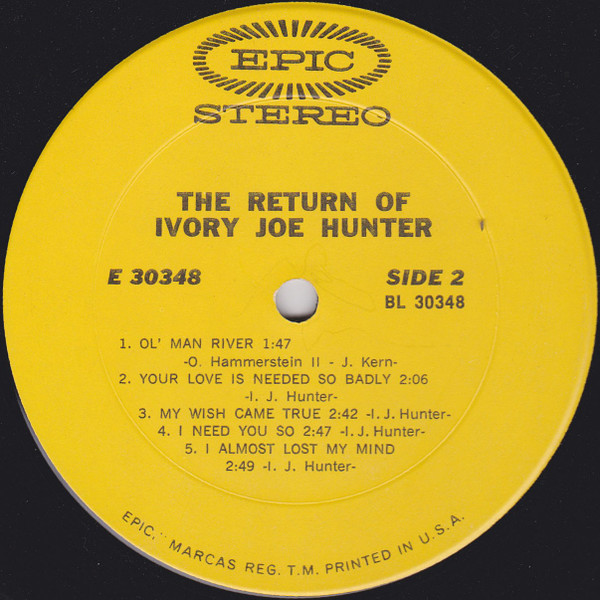 EPIC
STEREO
THE RETURN OF
IVORY JOE HUNTER
E 30348
SIDE 2
BL 30348
1. OL' MAN RIVER 1:47
-O. Hammerstein II - J. Kern-
2. YOUR LOVE IS NEEDED SO BADLY 2:06
-I. J. Hunter-
3. MY WISH CAME TRUE 2:42 -I. J. Hunter-
4. I NEED YOU SO 2:47 -I. J. Hunter-
5. I ALMOST LOST MY MIND
2:49 -I. J. Hunter-
EPIC, " MARCAS REG. T.M. PRINTED IN U.S.A.